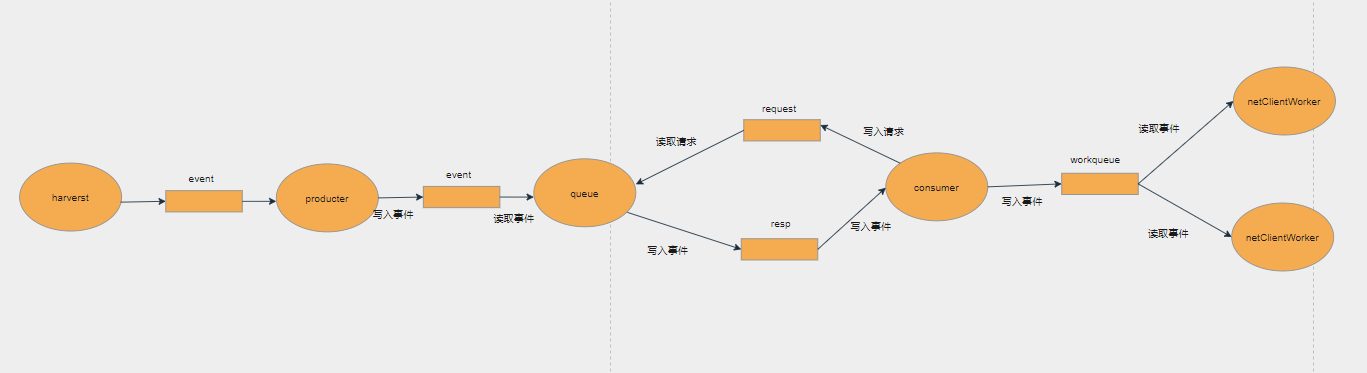 harverst
event
producter
写入事件
event
读取事件
queue
request
读取请求
写入请求
resp
写入事件
写入事件
consumer
写入事件
workqueue
读取事件
读取事件
netClientWorker
netClientWorker